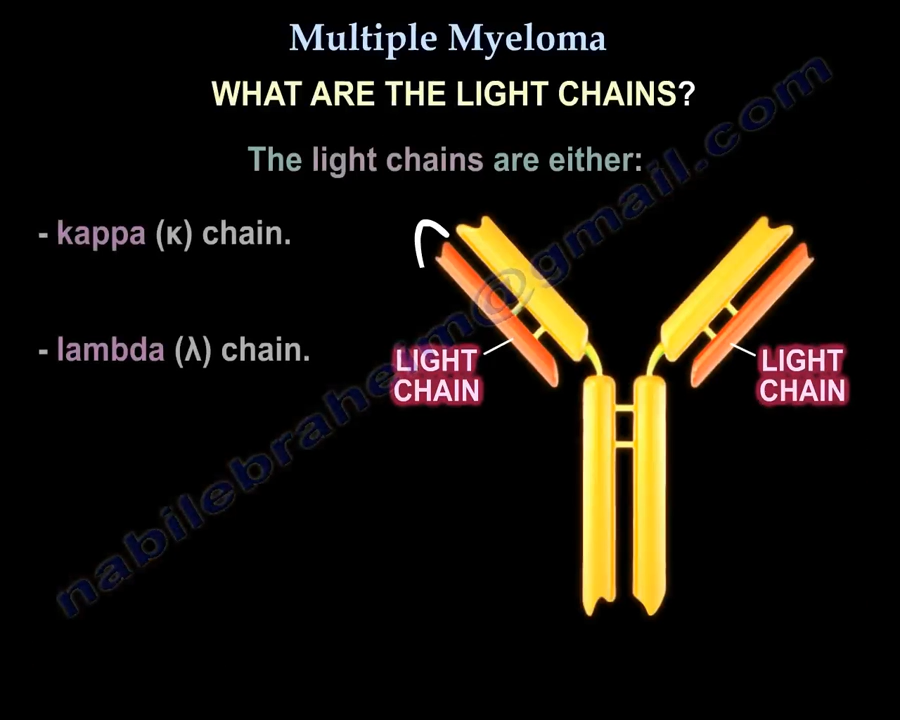 Multiple Myeloma
WHAT ARE THE LIGHT CHAINS?
The light chains are either:
- kappa (κ) chain.
- lambda (λ) chain.
LIGHT
CHAIN
LIGHT
CHAIN
nabilebraheim@gmail.com